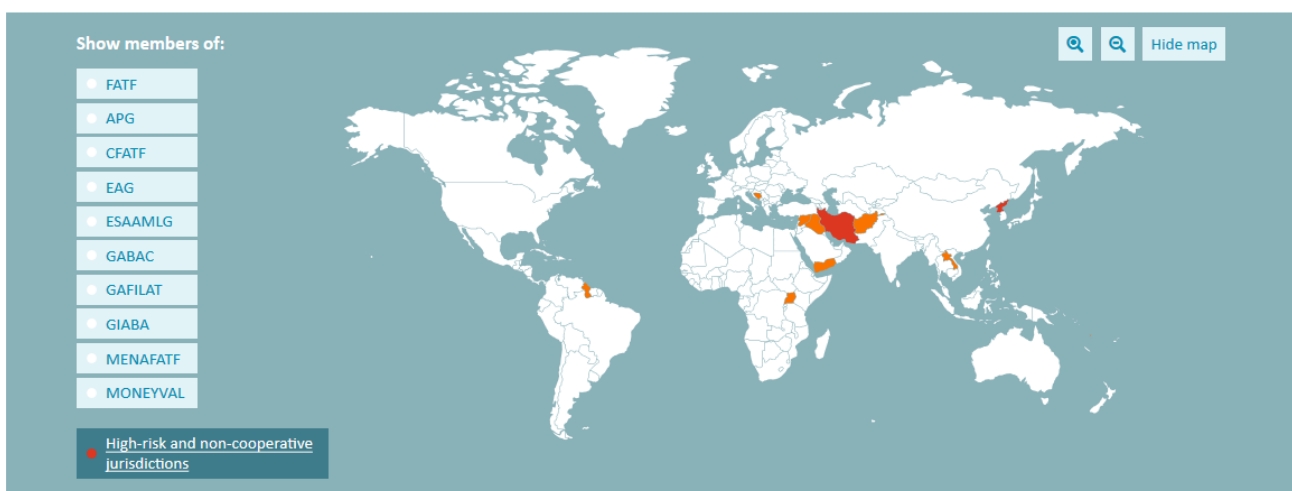 Show members of:
Hide map
FATF
APG
CFATF
EAG
ESAAMLG
GABAC
GAFILAT
GIABA
MENAFATF
MONEYVAL
High-risk and non-cooperative
jurisdictions